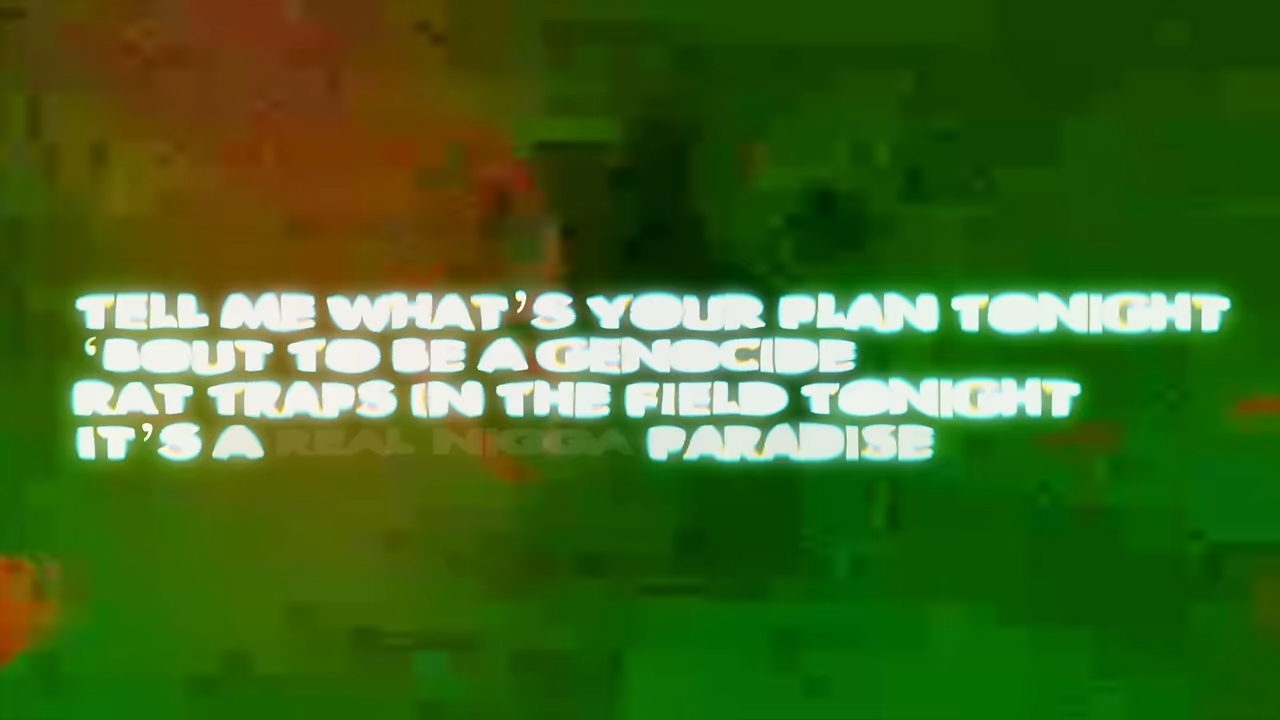 TELL ME WHAT'S YOUR PLAN TONIGHT
‘BOUT TO BE A GENOCIDE
RAT TRAPS IN THE FIELD TONIGHT
IT'S A REAL NIGGA PARADISE